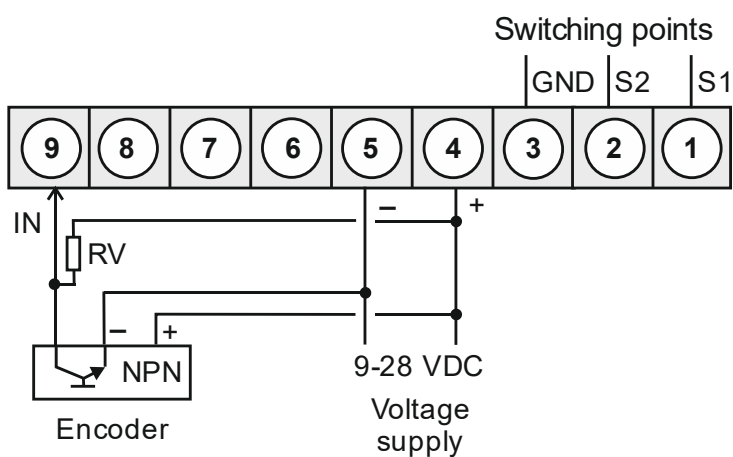 Switching points
GND S2 S1
9 8 7 6 5 4 3 2 1
IN
– +
RV
– +
NPN
9-28 VDC
Encoder
Voltage
supply